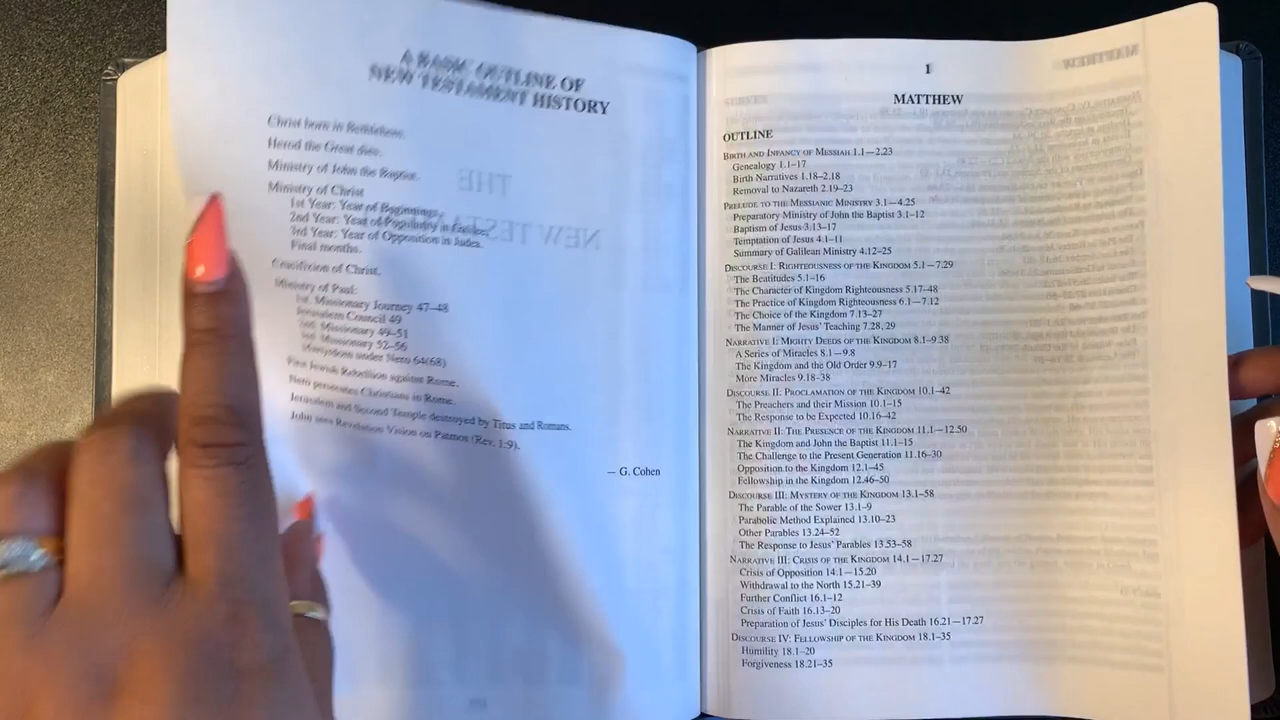 A BASIC OUTLINE OF
NEW TESTAMENT HISTORY
Christ born in Bethlehem.
Herod the Great dies.
Ministry of John the Baptist.
Ministry of Christ
1st Year: Year of Beginnings.
2nd Year: Year of Popularity in Galilee.
3rd Year: Year of Opposition in Judea.
Final months.
Crucifixion of Christ.
Ministry of Paul:
1st. Missionary Journey 47–48
Jerusalem Council 49
2nd. Missionary 49–51
3rd. Missionary 52–56
Martyrdom under Nero 64(68)
First Jewish Rebellion against Rome.
Nero persecutes Christians in Rome.
Jerusalem and Second Temple destroyed by Titus and Romans.
John sees Revelation Vision on Patmos (Rev. 1:9).
— G. Cohen
1
MATTHEW
OUTLINE
BIRTH AND INFANCY OF MESSIAH 1.1—2.23
Genealogy 1.1–17
Birth Narratives 1.18–2.18
Removal to Nazareth 2.19–23
PRELUDE TO THE MESSIANIC MINISTRY 3.1—4.25
Preparatory Ministry of John the Baptist 3.1–12
Baptism of Jesus 3.13–17
Temptation of Jesus 4.1–11
Summary of Galilean Ministry 4.12–25
DISCOURSE I: RIGHTEOUSNESS OF THE KINGDOM 5.1—7.29
The Beatitudes 5.1–16
The Character of Kingdom Righteousness 5.17–48
The Practice of Kingdom Righteousness 6.1—7.12
The Choice of the Kingdom 7.13–27
The Manner of Jesus' Teaching 7.28, 29
NARRATIVE I: MIGHTY DEEDS OF THE KINGDOM 8.1–9.38
A Series of Miracles 8.1—9.8
The Kingdom and the Old Order 9.9–17
More Miracles 9.18–38
DISCOURSE II: PROCLAMATION OF THE KINGDOM 10.1–42
The Preachers and their Mission 10.1–15
The Response to be Expected 10.16–42
NARRATIVE II: THE PRESENCE OF THE KINGDOM 11.1—12.50
The Kingdom and John the Baptist 11.1–15
The Challenge to the Present Generation 11.16–30
Opposition to the Kingdom 12.1–45
Fellowship in the Kingdom 12.46–50
DISCOURSE III: MYSTERY OF THE KINGDOM 13.1–58
The Parable of the Sower 13.1–9
Parabolic Method Explained 13.10–23
Other Parables 13.24–52
The Response to Jesus' Parables 13.53–58
NARRATIVE III: CRISIS OF THE KINGDOM 14.1—17.27
Crisis of Opposition 14.1—15.20
Withdrawal to the North 15.21–39
Further Conflict 16.1–12
Crisis of Faith 16.13–20
Preparation of Jesus' Disciples for His Death 16.21—17.27
DISCOURSE IV: FELLOWSHIP OF THE KINGDOM 18.1–35
Humility 18.1–20
Forgiveness 18.21–35